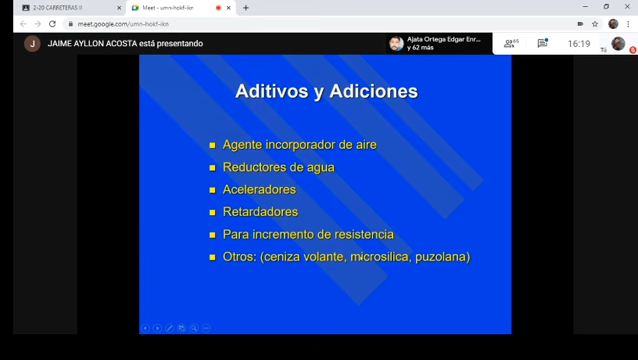 2-20 CARRETERAS II
Meet - umn-hokf-ikn
meet.google.com/umn-hokf-ikn
J
JAIME AYLLON ACOSTA está presentando
Ajata Ortega Edgar Enr...
y 62 más
16:19
Tú
Aditivos y Adiciones
Agente incorporador de aire
Reductores de agua
Aceleradores
Retardadores
Para incremento de resistencia
Otros: (ceniza volante, microsilica, puzolana)